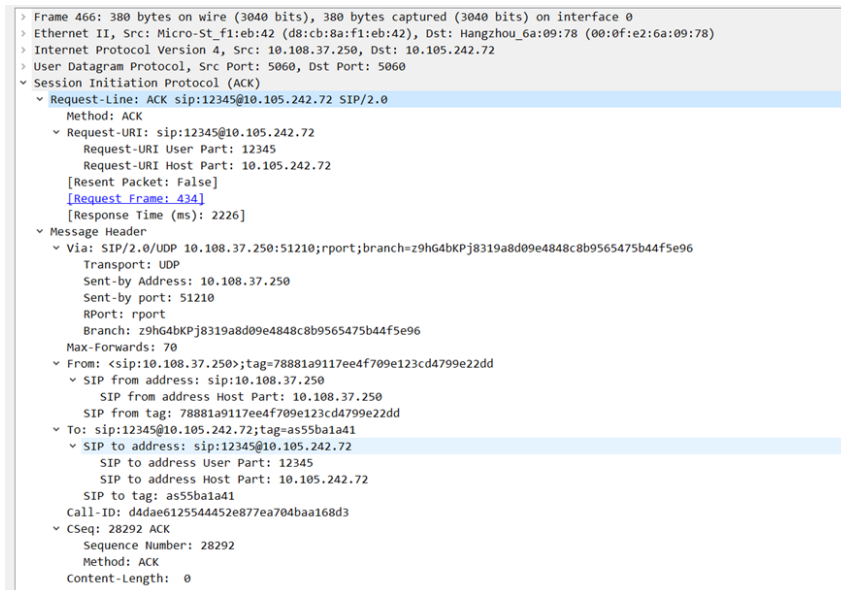 Frame 466: 380 bytes on wire (3040 bits), 380 bytes captured (3040 bits) on interface 0
Ethernet II, Src: Micro-St_f1:eb:42 (d8:cb:8a:f1:eb:42), Dst: Hangzhou_6a:09:78 (00:0f:e2:6a:09:78)
Internet Protocol Version 4, Src: 10.108.37.250, Dst: 10.105.242.72
User Datagram Protocol, Src Port: 5060, Dst Port: 5060
Session Initiation Protocol (ACK)
Request-Line: ACK sip:12345@10.105.242.72 SIP/2.0
Method: ACK
Request-URI: sip:12345@10.105.242.72
Request-URI User Part: 12345
Request-URI Host Part: 10.105.242.72
[Resent Packet: False]
[Request Frame: 434]
[Response Time (ms): 2226]
Message Header
Via: SIP/2.0/UDP 10.108.37.250:51210;rport;branch=z9hG4bKPj8319a8d09e4848c8b9565475b44f5e96
Transport: UDP
Sent-by Address: 10.108.37.250
Sent-by port: 51210
RPort: rport
Branch: z9hG4bKPj8319a8d09e4848c8b9565475b44f5e96
Max-Forwards: 70
From: <sip:10.108.37.250>;tag=78881a9117ee4f709e123cd4799e22dd
SIP from address: sip:10.108.37.250
SIP from address Host Part: 10.108.37.250
SIP from tag: 78881a9117ee4f709e123cd4799e22dd
To: sip:12345@10.105.242.72;tag=as55ba1a41
SIP to address: sip:12345@10.105.242.72
SIP to address User Part: 12345
SIP to address Host Part: 10.105.242.72
SIP to tag: as55ba1a41
Call-ID: d4dae6125544452e877ea704baa168d3
CSeq: 28292 ACK
Sequence Number: 28292
Method: ACK
Content-Length:  0